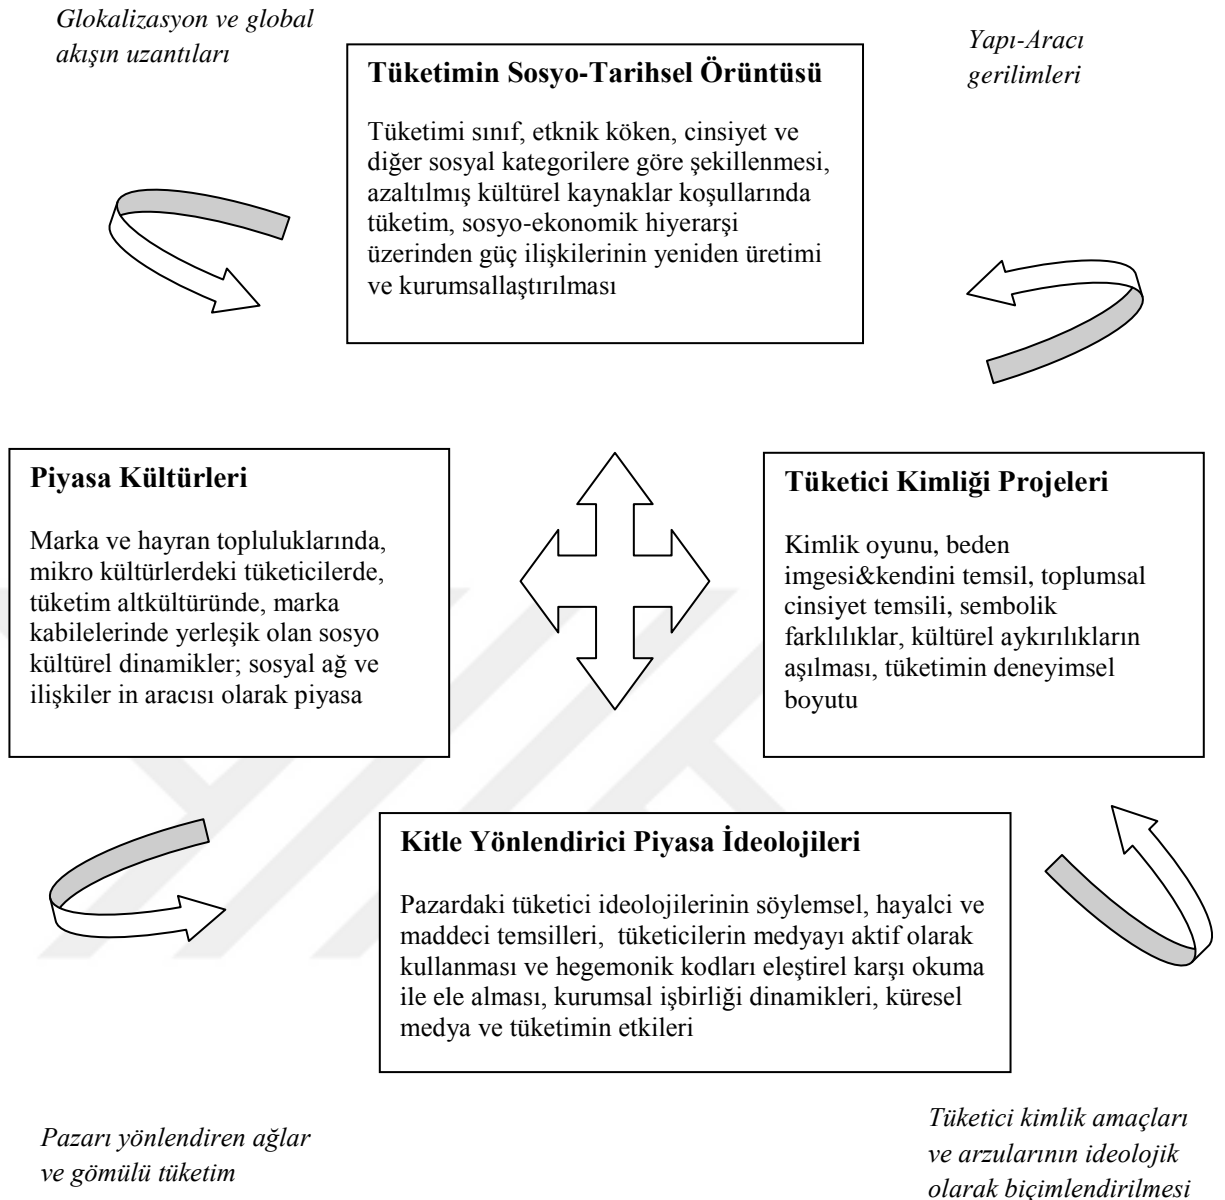 Glokalizasyon ve global
akışın uzantıları
Yapı-Aracı
gerilimleri
Tüketimin Sosyo-Tarihsel Örüntüsü
Tüketimi sınıf, etknik köken, cinsiyet ve
diğer sosyal kategorilere göre şekillenmesi,
azaltılmış kültürel kaynaklar koşullarında
tüketim, sosyo-ekonomik hiyerarşi
üzerinden güç ilişkilerinin yeniden üretimi
ve kurumsallaştırılması
Piyasa Kültürleri
Marka ve hayran topluluklarında,
mikro kültürlerdeki tüketicilerde,
tüketim altkültüründe, marka
kabilelerinde yerleşik olan sosyo
kültürel dinamikler; sosyal ağ ve
ilişkiler in aracısı olarak piyasa
Tüketici Kimliği Projeleri
Kimlik oyunu, beden
imgesi&kendini temsil, toplumsal
cinsiyet temsili, sembolik
farklılıklar, kültürel aykırılıkların
aşılması, tüketimin deneyimsel
boyutu
Kitle Yönlendirici Piyasa İdeolojileri
Pazardaki tüketici ideolojilerinin söylemsel, hayalci ve
maddeci temsilleri, tüketicilerin medyayı aktif olarak
kullanması ve hegemonik kodları eleştirel karşı okuma
ile ele alması, kurumsal işbirliği dinamikleri, küresel
medya ve tüketimin etkileri
Pazarı yönlendiren ağlar
ve gömülü tüketim
Tüketici kimlik amaçları
ve arzularının ideolojik
olarak biçimlendirilmesi